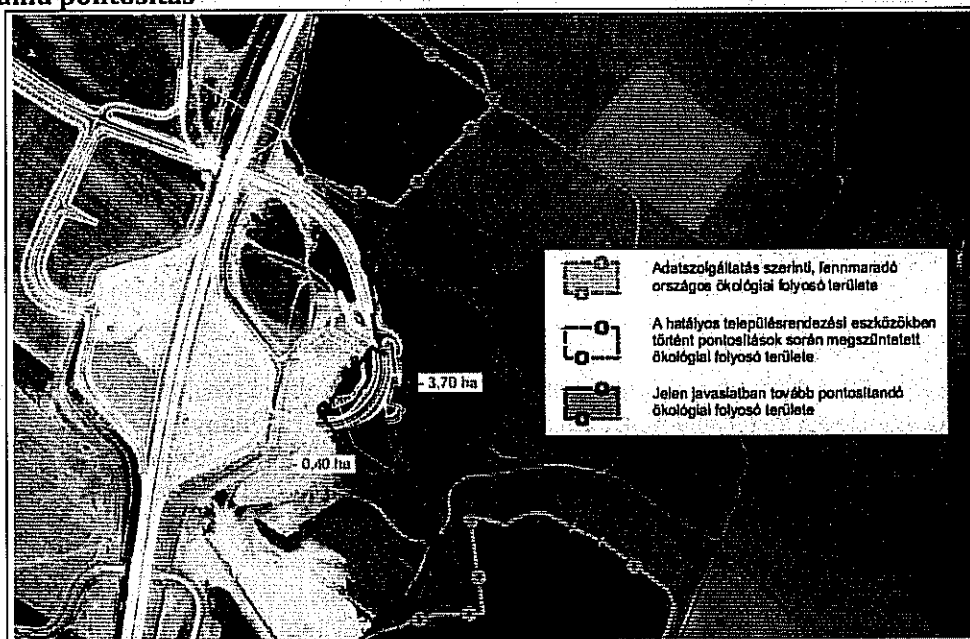 pontosítás
Adatszolgáltatás szerinti, fennmaradó
országos ökológiai folyosó területe
A hatályos településrendezési eszközökben
történt pontosítások során megszüntetett
ökológiai folyosó területe
Jelen javaslatban tovább pontosítandó
ökológiai folyosó területe
- 3,70 ha
- 0,40 ha